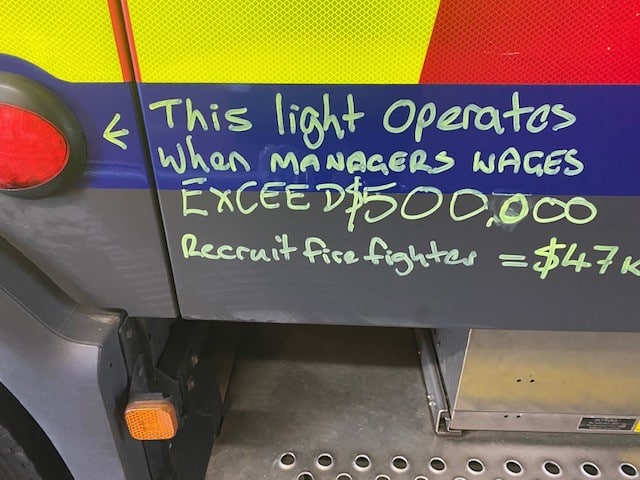 ← This light Operates
When MANAGERS WAGES
EXCEED $500,000
Recruit fire fighter = $47K